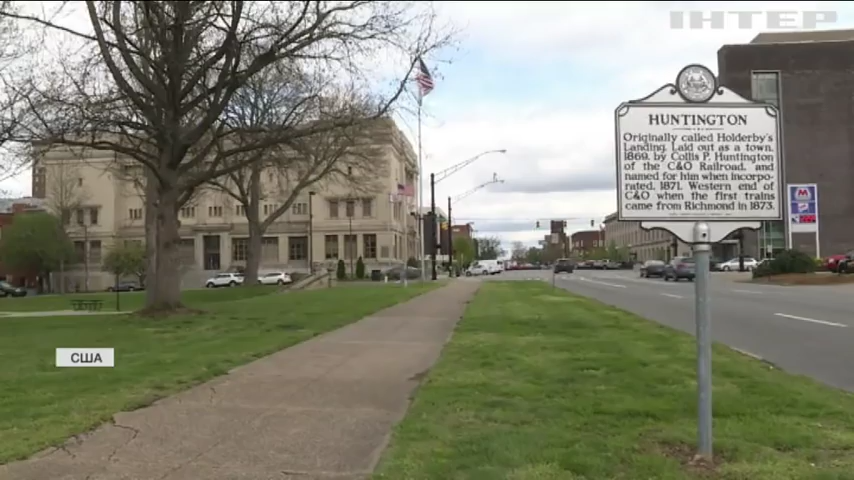 ІНТЕР
HUNTINGTON
Originally called Holderby's
Landing. Laid out as a town,
1869, by Collis P. Huntington
of the C&O Railroad, and
named for him when incorpo-
rated, 1871. Western end of
C&O when the first trains
came from Richmond in 1873.
США